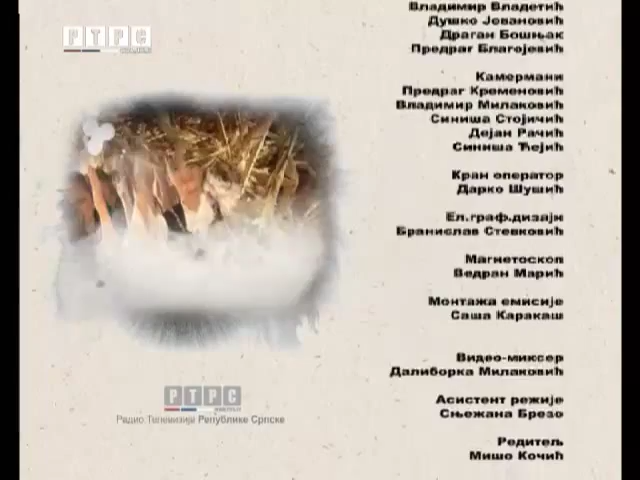 РТРС
Владимир Владетић
Душко Јовановић
Драган Бошњак
Предраг Благојевић
Камермани
Предраг Кременовић
Владимир Милаковић
Синиша Стојичић
Дејан Рачић
Синиша Ћејић
Кран оператор
Дарко Шушић
Ел.граф.дизајн
Бранислав Стевковић
Магнетоскоп
Ведран Марић
Монтажа емисије
Саша Каракаш
Видео-миксер
Далиборка Милаковић
Асистент режије
Сњежана Брезо
Редитељ
Мишо Кочић
РТРС
Радио Телевизија Републике Српске